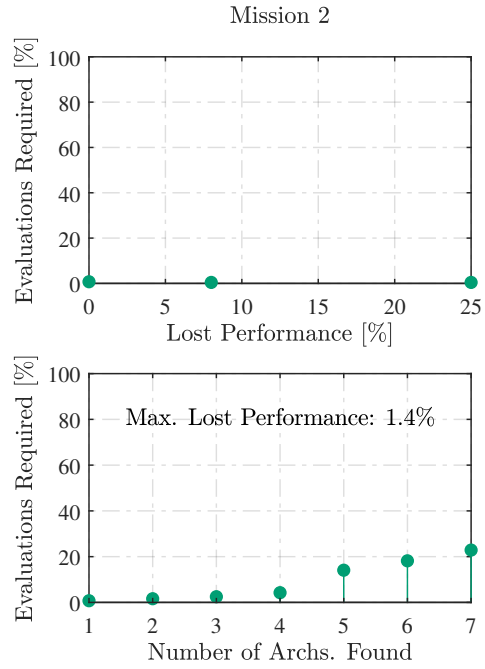 Mission 2
Evaluations Required [%]
100
80
60
40
20
0
0 5 10 15 20 25
Lost Performance [%]
Evaluations Required [%]
100
80
60
40
20
0
Max. Lost Performance: 1.4%
1 2 3 4 5 6 7
Number of Archs. Found